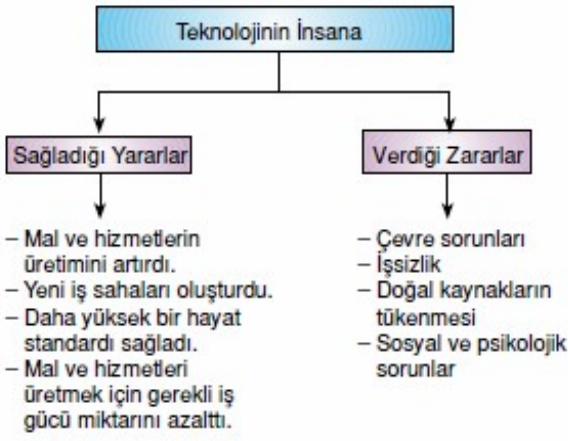 Teknolojinin İnsana
Sağladığı Yararlar
– Mal ve hizmetlerin
üretimini artırdı.
– Yeni iş sahaları oluşturdu.
– Daha yüksek bir hayat
standardı sağladı.
– Mal ve hizmetleri
üretmek için gerekli iş
gücü miktarını azalttı.
Verdiği Zararlar
– Çevre sorunları
– İşsizlik
– Doğal kaynakların
tükenmesi
– Sosyal ve psikolojik
sorunlar